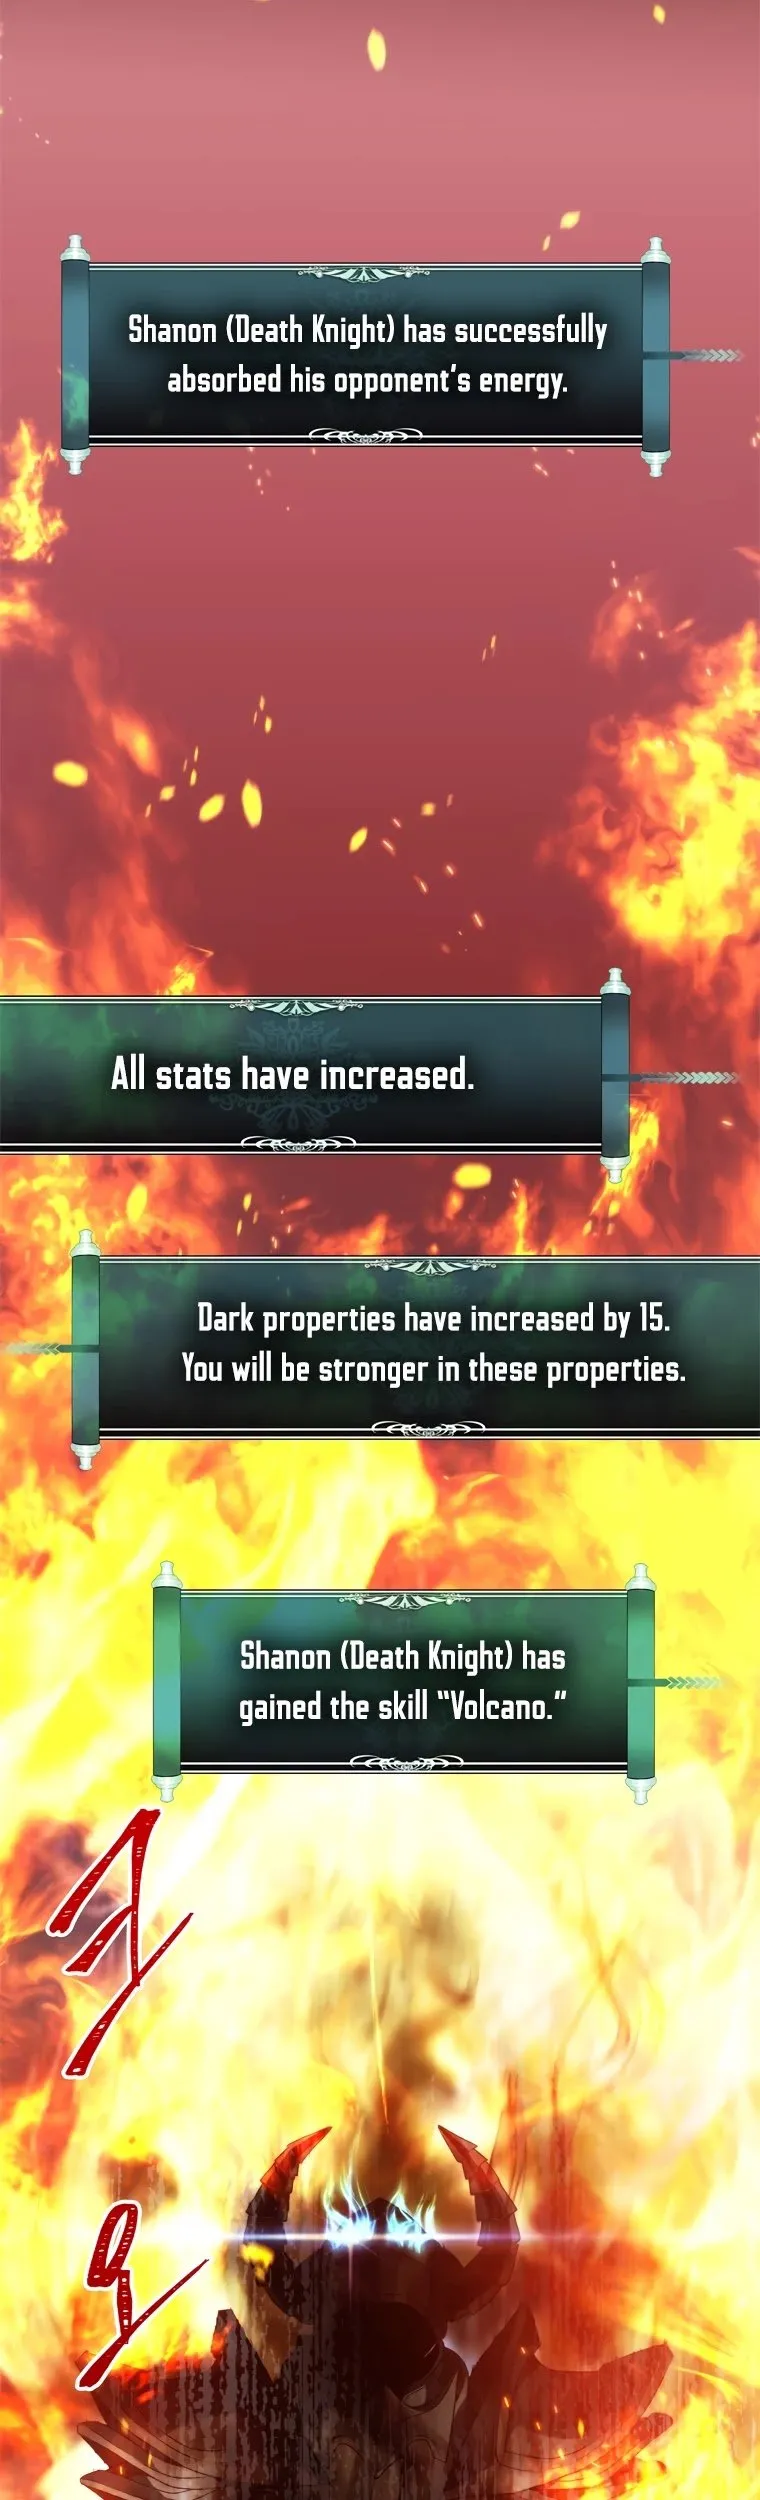 Shanon (Death Knight) has successfully
absorbed his opponent's energy.
All stats have increased.
Dark properties have increased by 15.
You will be stronger in these properties.
Shanon (Death Knight) has
gained the skill "Volcano."